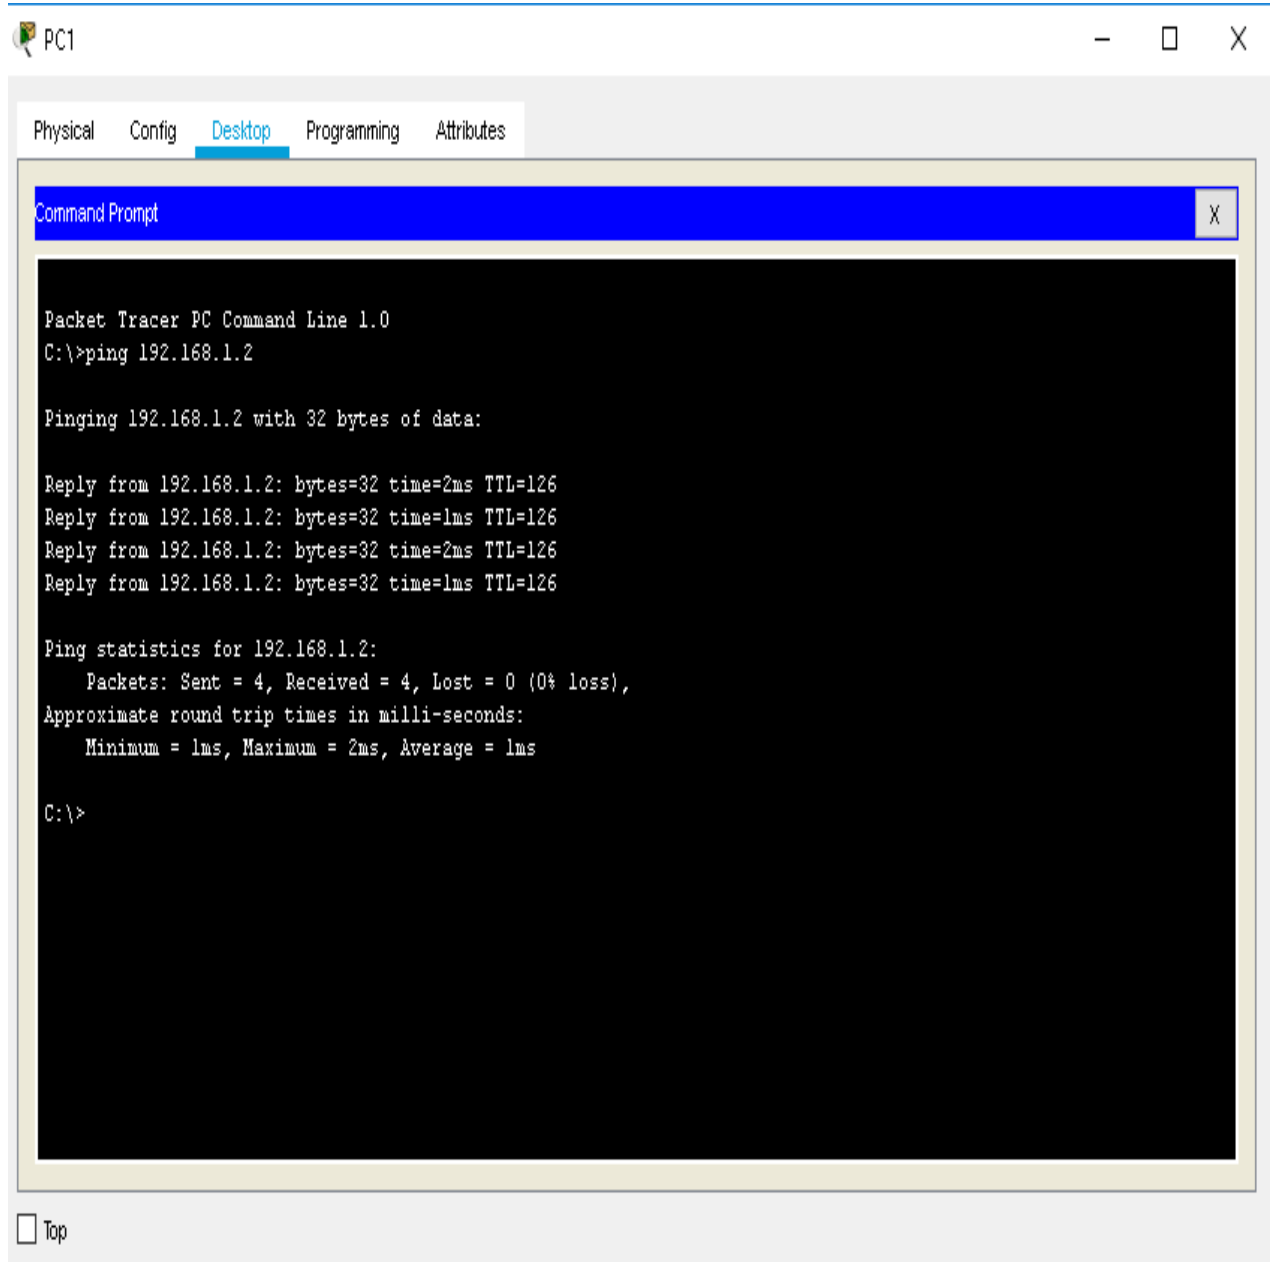 PC1
Physical Config Desktop Programming Attributes
Command Prompt
X
Packet Tracer PC Command Line 1.0
C:\>ping 192.168.1.2
Pinging 192.168.1.2 with 32 bytes of data:
Reply from 192.168.1.2: bytes=32 time=2ms TTL=126
Reply from 192.168.1.2: bytes=32 time=1ms TTL=126
Reply from 192.168.1.2: bytes=32 time=2ms TTL=126
Reply from 192.168.1.2: bytes=32 time=1ms TTL=126
Ping statistics for 192.168.1.2:
Packets: Sent = 4, Received = 4, Lost = 0 (0% loss),
Approximate round trip times in milli-seconds:
Minimum = 1ms, Maximum = 2ms, Average = 1ms
C:\>
Top